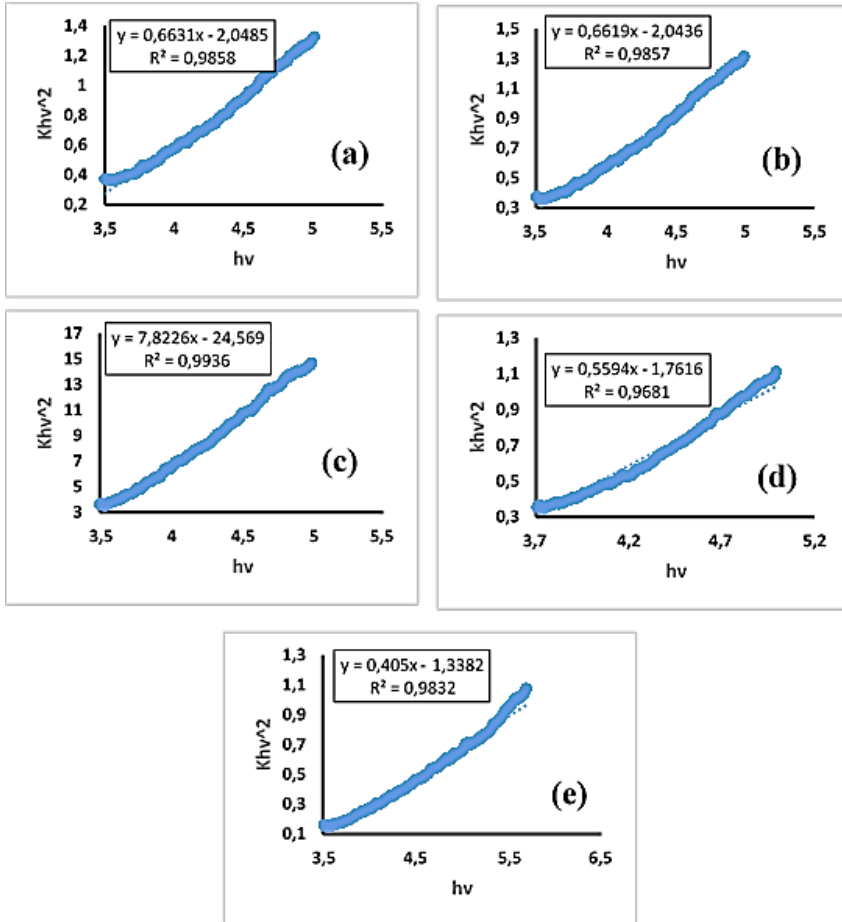 y = 0,6631x - 2,0485
R² = 0,9858
1,4
1,2
1
0,8
0,6
0,4
0,2
Khv^2
(a)
3,5 4 4,5 5 5,5
hv
y = 0,6619x - 2,0436
R² = 0,9857
1,5
1,3
1,1
0,9
0,7
0,5
0,3
Khv^2
(b)
3,5 4 4,5 5 5,5
hv
y = 7,8226x - 24,569
R² = 0,9936
17
15
13
11
9
7
5
3
Khv^2
(c)
3,5 4 4,5 5 5,5
hv
y = 0,5594x - 1,7616
R² = 0,9681
1,3
1,1
0,9
0,7
0,5
0,3
khv^2
(d)
3,7 4,2 4,7 5,2
hv
y = 0,405x - 1,3382
R² = 0,9832
1,3
1,1
0,9
0,7
0,5
0,3
0,1
Khv^2
(e)
3,5 4,5 5,5 6,5
hv